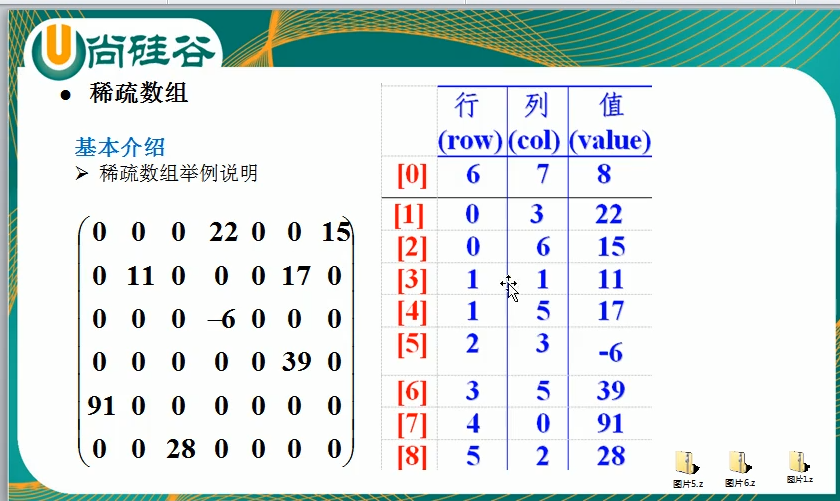 尚硅谷
● 稀疏数组
基本介绍
➢ 稀疏数组举例说明
0 0 0 22 0 0 15
0 11 0 0 0 17 0
0 0 0 –6 0 0 0
0 0 0 0 0 39 0
91 0 0 0 0 0 0
0 0 28 0 0 0 0
行 列 值
(row) (col) (value)
[0] 6 7 8
[1] 0 3 22
[2] 0 6 15
[3] 1 1 11
[4] 1 5 17
[5] 2 3 -6
[6] 3 5 39
[7] 4 0 91
[8] 5 2 28
图片5.z 图片6.z 图片1.z